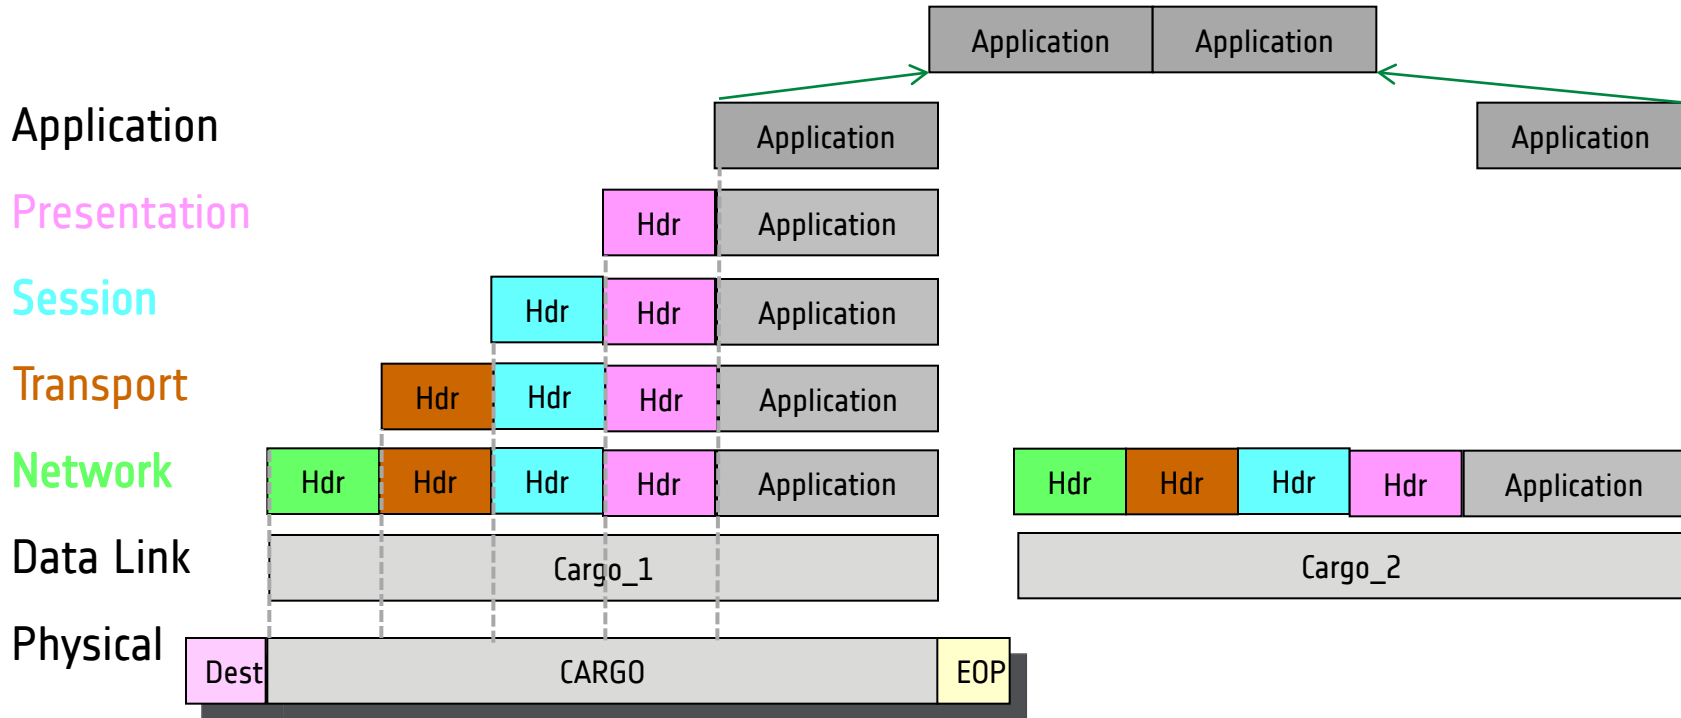 Application Application
Application Application Application
Presentation Hdr Application
Session Hdr Hdr Application
Transport Hdr Hdr Hdr Application
Network Hdr Hdr Hdr Hdr Application Hdr Hdr Hdr Hdr Application
Data Link Cargo_1 Cargo_2
Physical Dest CARGO EOP